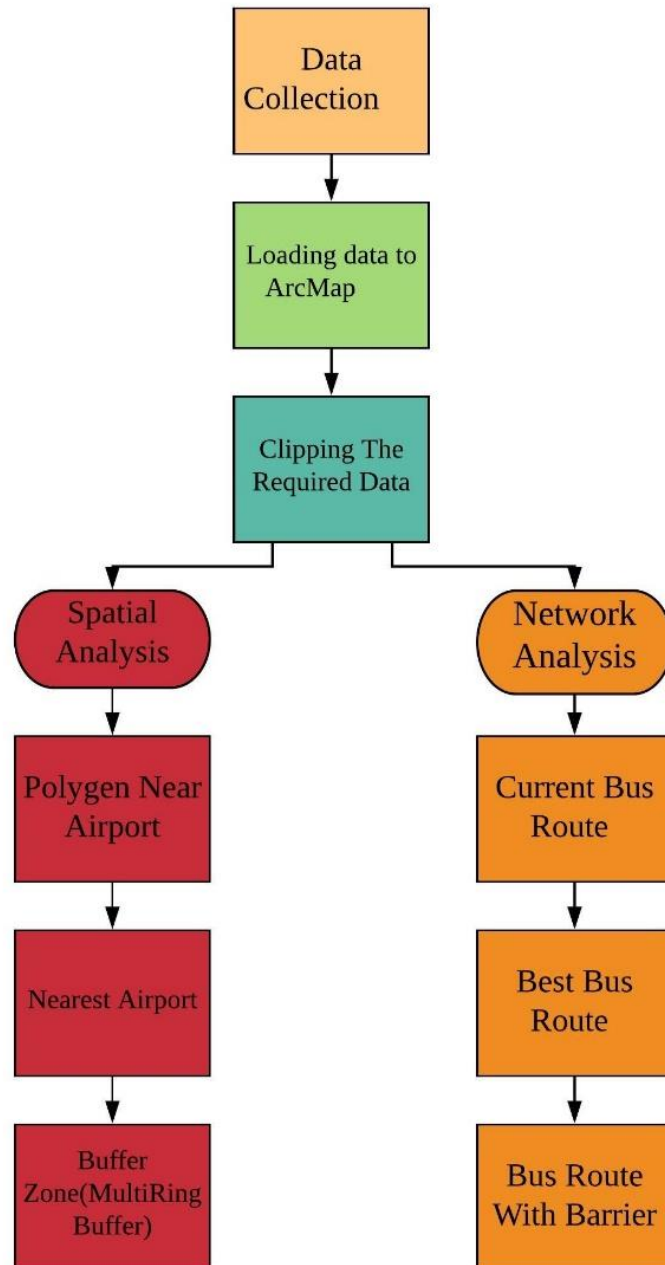 Data
Collection
Loading data to
ArcMap
Clipping The
Required Data
Spatial
Analysis
Network
Analysis
Polygen Near
Airport
Current Bus
Route
Nearest Airport
Best Bus
Route
Buffer
Zone(MultiRing
Buffer)
Bus Route
With Barrier